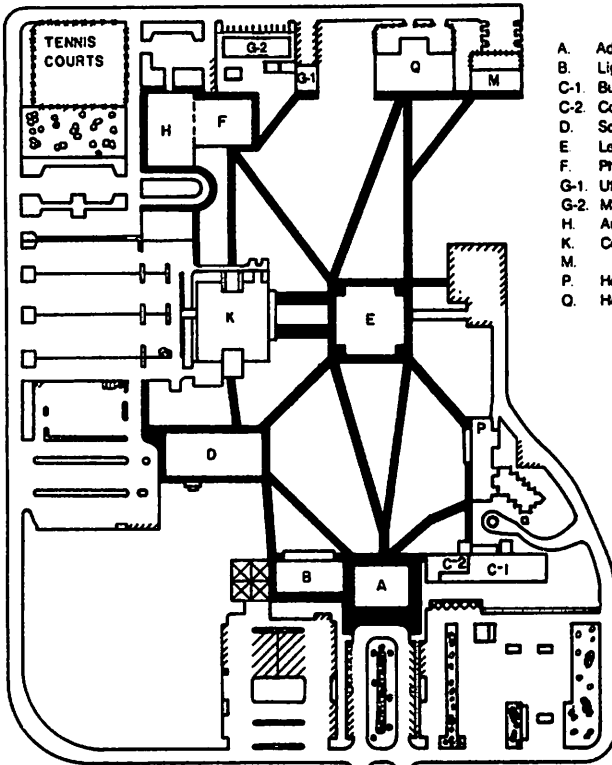 TENNIS
COURTS
G-2
G-1
Q
M
H
F
K
E
D
P
B
A
C-2
C-1
A.
B.
C-1.
C-2.
D.
E
F.
G-1.
G-2.
H.
K.
M.
P.
Q.